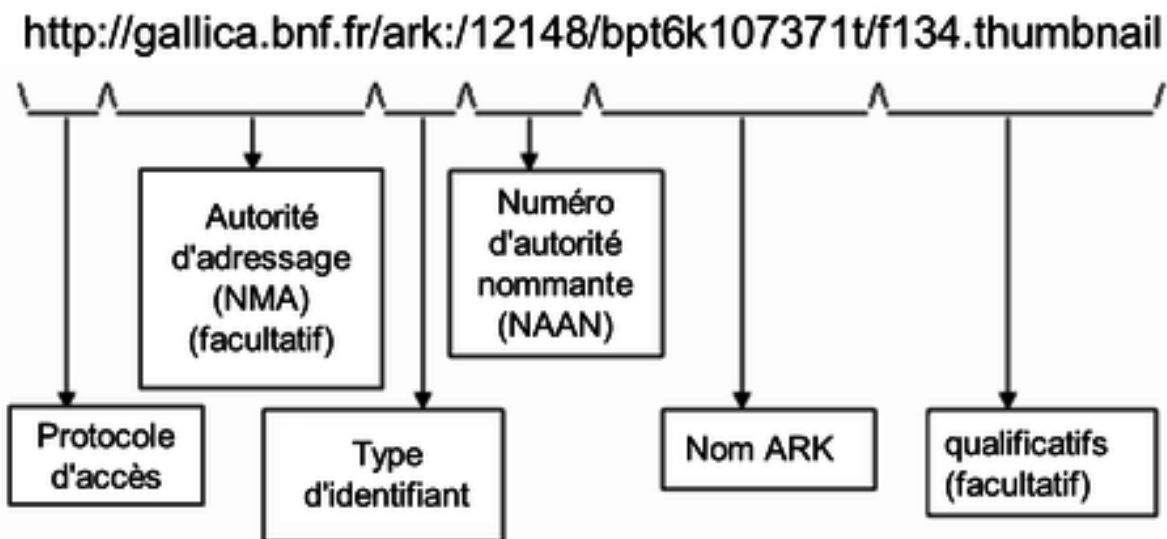 http://gallica.bnf.fr/ark:/12148/bpt6k107371t/f134.thumbnail
Autorité
d'adressage
(NMA)
(facultatif)
Numéro
d'autorité
nommante
(NAAN)
Protocole
d'accès
Type
d'identifiant
Nom ARK
qualificatifs
(facultatif)